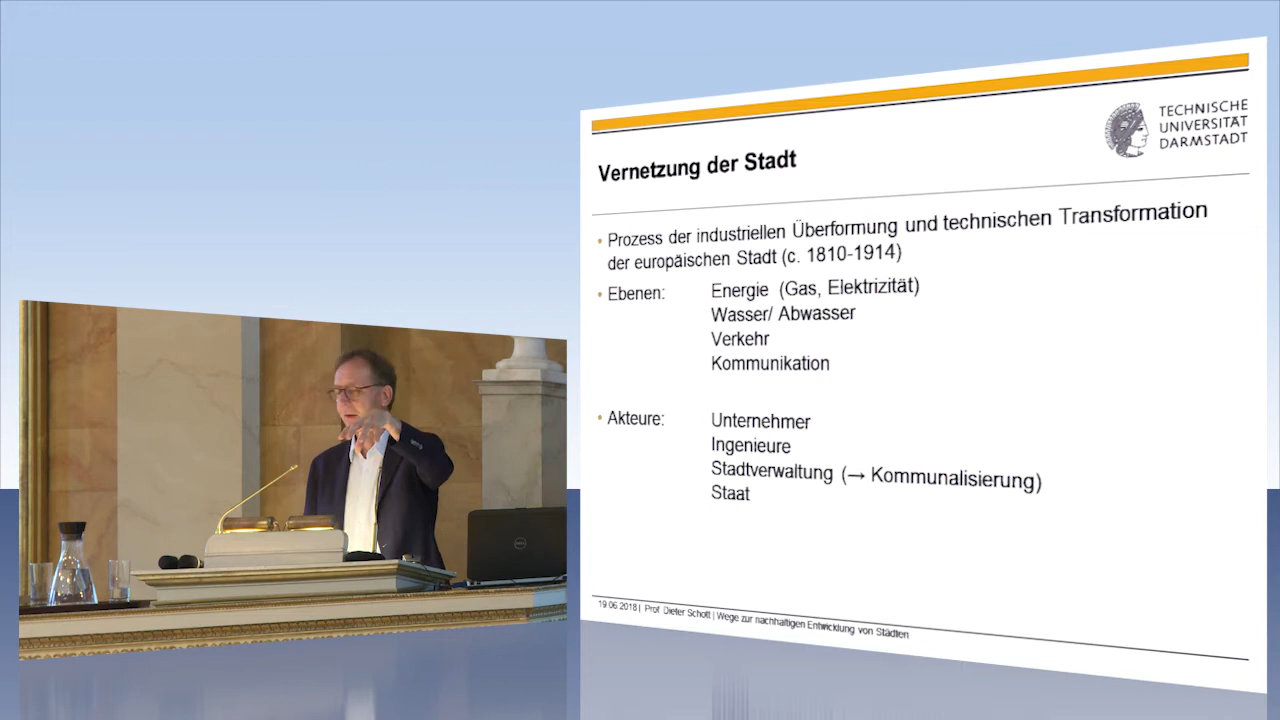 TECHNISCHE
UNIVERSITÄT
DARMSTADT
Vernetzung der Stadt
• Prozess der industriellen Überformung und technischen Transformation
der europäischen Stadt (c. 1810-1914)
• Ebenen: Energie (Gas, Elektrizität)
Wasser/ Abwasser
Verkehr
Kommunikation
• Akteure: Unternehmer
Ingenieure
Stadtverwaltung (→ Kommunalisierung)
Staat
19.06.2018 | Prof. Dieter Schott | Wege zur nachhaltigen Entwicklung von Städten
DELL